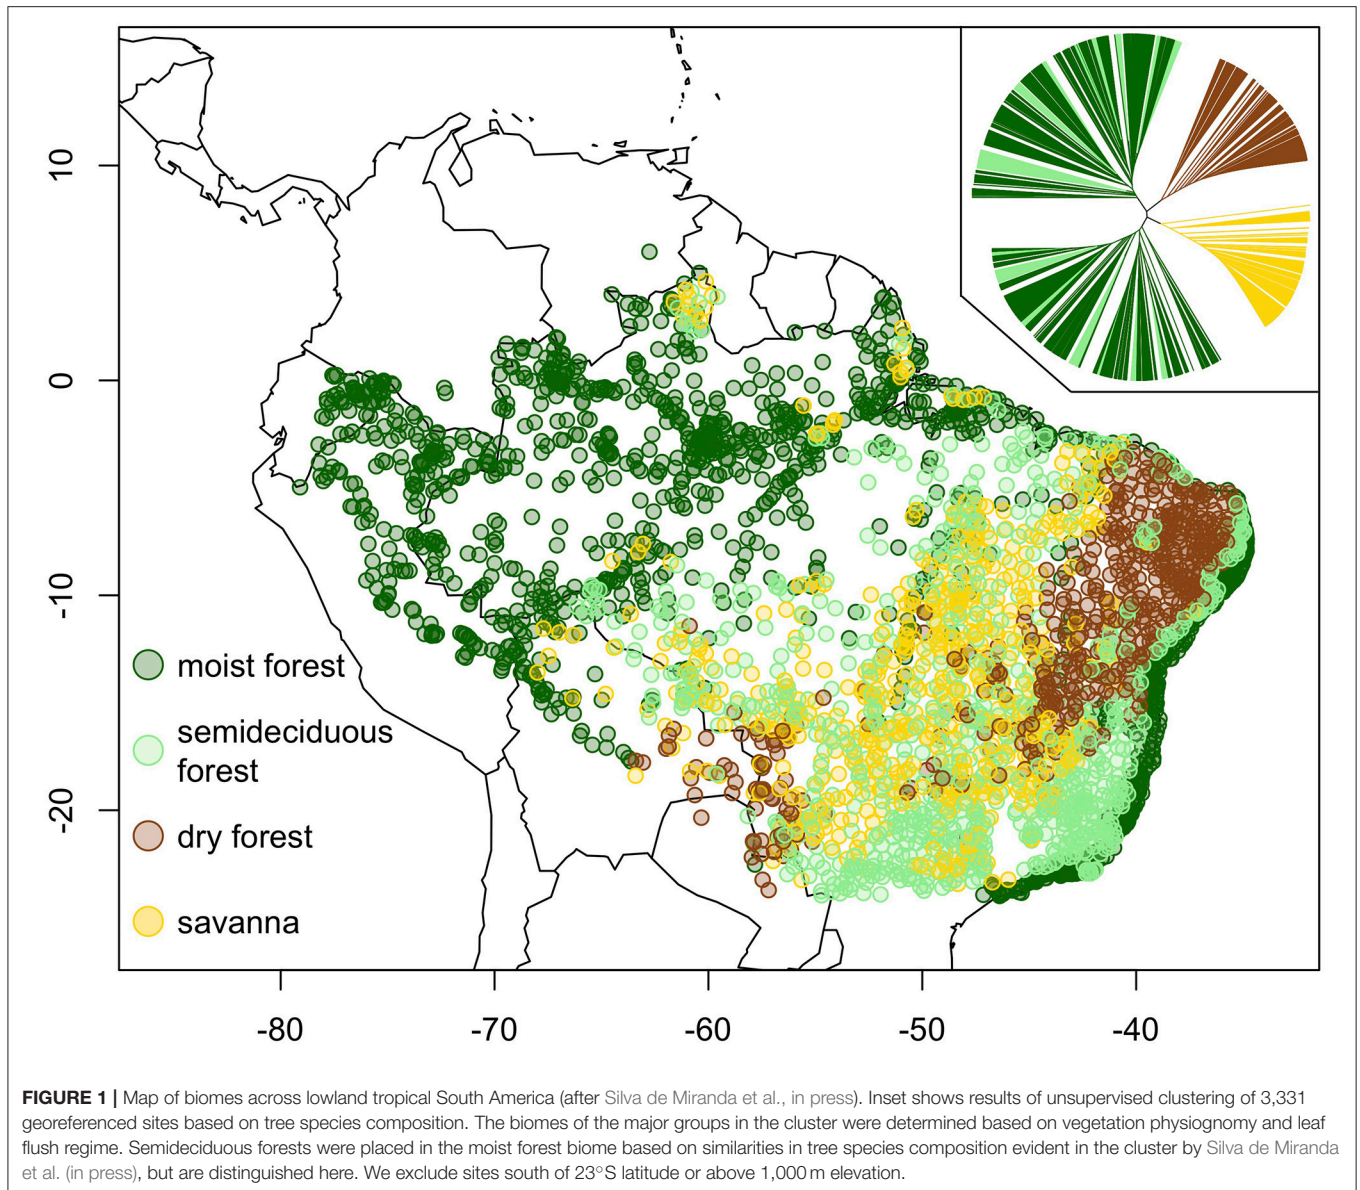 10
0
-10
-20
moist forest
semideciduous
forest
dry forest
savanna
-80
-70
-60
-50
-40
FIGURE 1 | Map of biomes across lowland tropical South America (after Silva de Miranda et al., in press). Inset shows results of unsupervised clustering of 3,331
georeferenced sites based on tree species composition. The biomes of the major groups in the cluster were determined based on vegetation physiognomy and leaf
flush regime. Semideciduous forests were placed in the moist forest biome based on similarities in tree species composition evident in the cluster by Silva de Miranda
et al. (in press), but are distinguished here. We exclude sites south of 23°S latitude or above 1,000 m elevation.